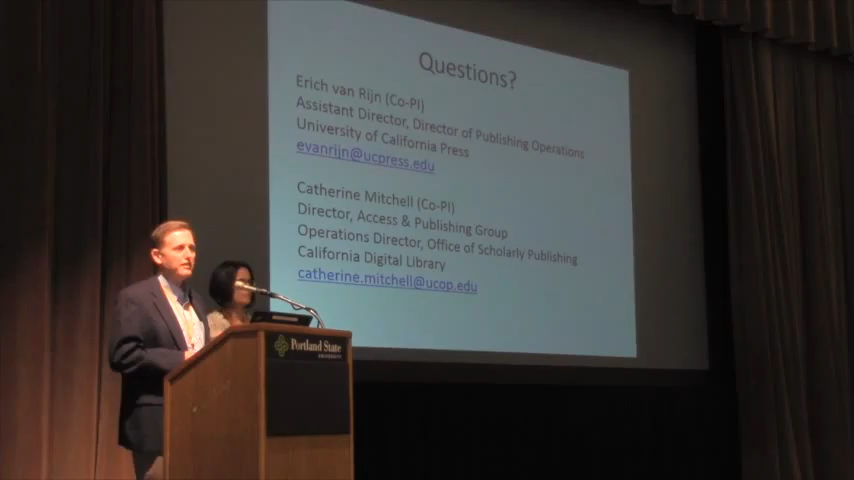 Questions?
Erich van Rijn (Co-PI)
Assistant Director, Director of Publishing Operations
University of California Press
evanrijn@ucpress.edu
Catherine Mitchell (Co-PI)
Director, Access & Publishing Group
Operations Director, Office of Scholarly Publishing
California Digital Library
catherine.mitchell@ucop.edu
Portland State
UNIVERSITY